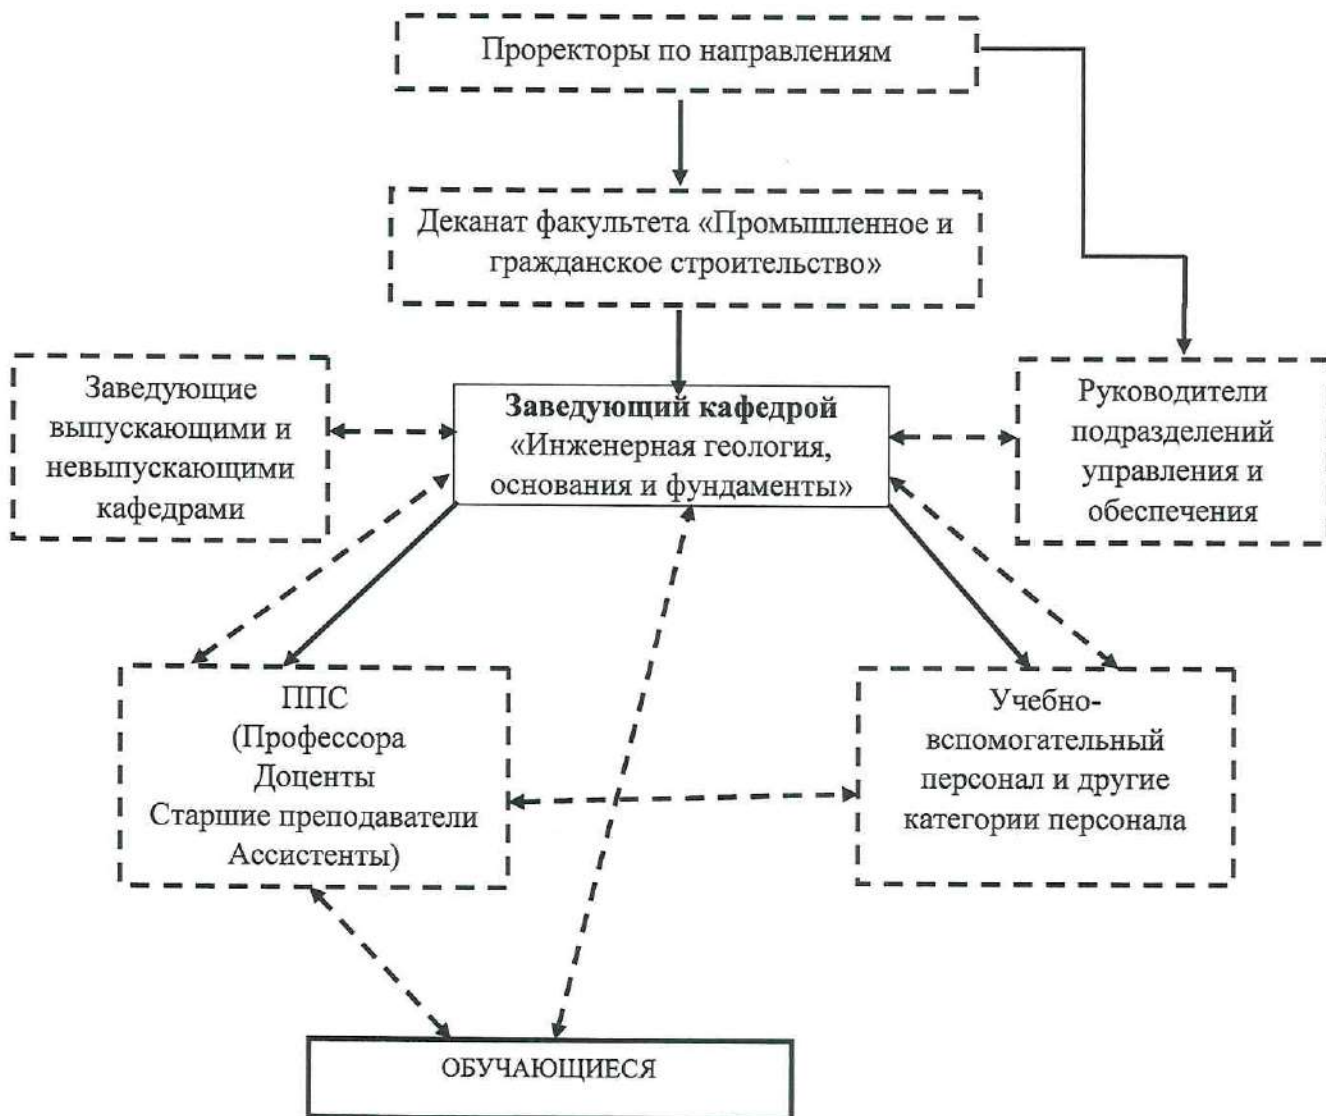 Проректоры по направлениям
Деканат факультета «Промышленное и
гражданское строительство»
Заведующие
выпускающими и
невыпускающими
кафедрами
Заведующий кафедрой
«Инженерная геология,
основания и фундаменты»
Руководители
подразделений
управления и
обеспечения
ППС
(Профессора
Доценты
Старшие преподаватели
Ассистенты)
Учебно-
вспомогательный
персонал и другие
категории персонала
ОБУЧАЮЩИЕСЯ